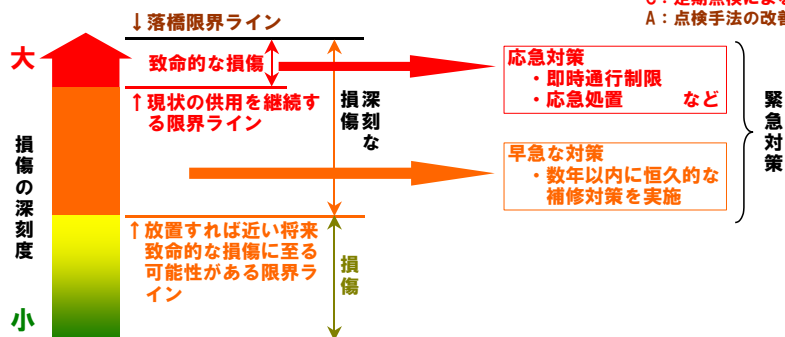 C：定期点検によ
A：点検手法の改善
↓落橋限界ライン
大
致命的な損傷
↑現状の供用を継続す
る限界ライン
深刻な
損傷
応急対策
・即時通行制限
・応急処置　　など
早急な対策
・数年以内に恒久的な
補修対策を実施
緊急対策
損傷の深刻度
↑放置すれば近い将来
致命的な損傷に至る
可能性がある限界ラ
イン
損傷
小